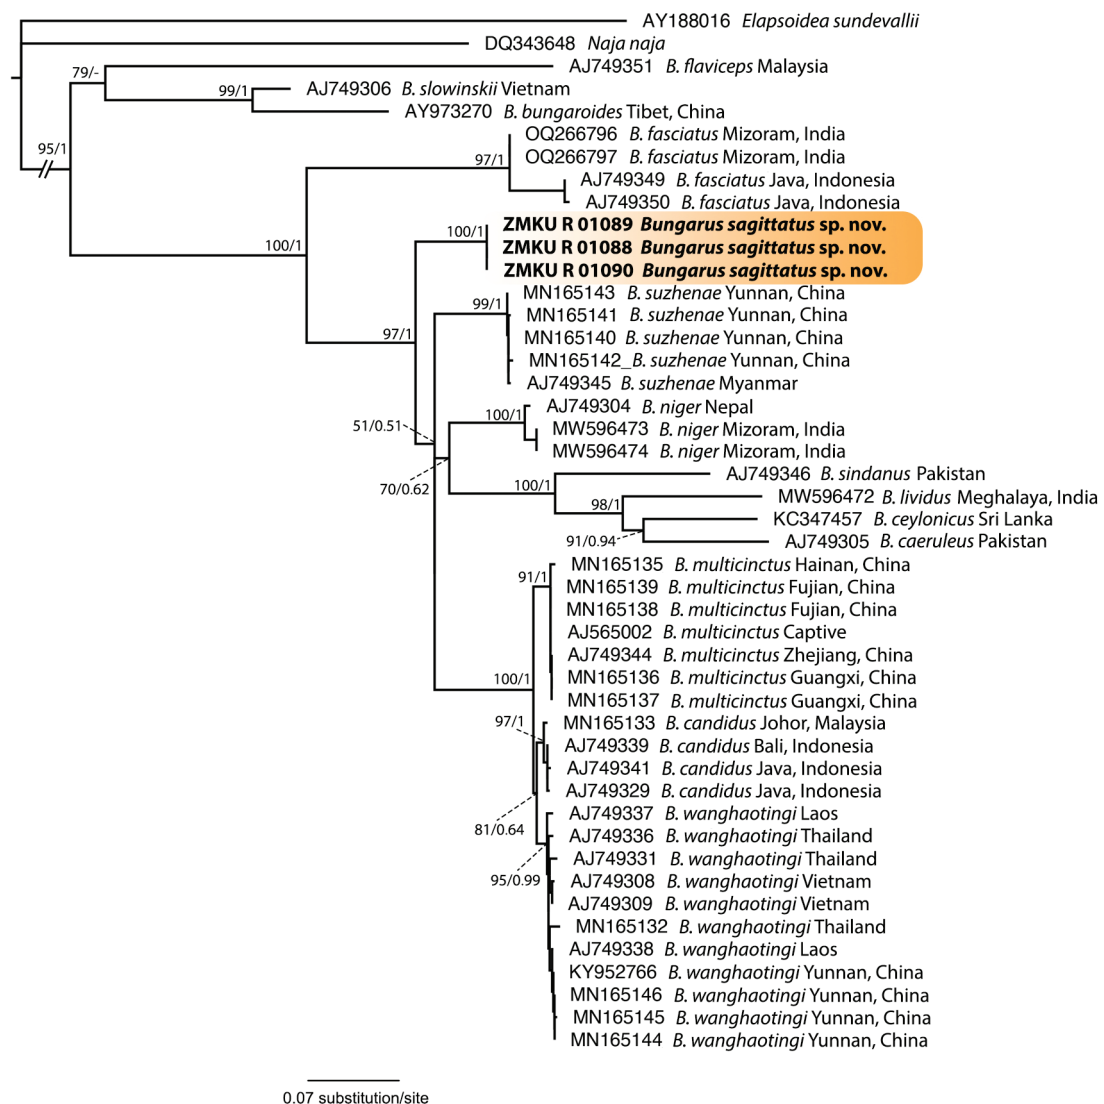 AY188016 Elapsoidea sundevallii
DQ343648 Naja naja
79/-
AJ749351 B. flaviceps Malaysia
99/1
AJ749306 B. slowinskii Vietnam
AY973270 B. bungaroides Tibet, China
95/1
OQ266796 B. fasciatus Mizoram, India
97/1
OQ266797 B. fasciatus Mizoram, India
AJ749349 B. fasciatus Java, Indonesia
AJ749350 B. fasciatus Java, Indonesia
100/1
ZMKU R 01089 Bungarus sagittatus sp. nov.
100/1
ZMKU R 01088 Bungarus sagittatus sp. nov.
ZMKU R 01090 Bungarus sagittatus sp. nov.
MN165143 B. suzhenae Yunnan, China
99/1
MN165141 B. suzhenae Yunnan, China
97/1
MN165140 B. suzhenae Yunnan, China
MN165142_B. suzhenae Yunnan, China
AJ749345 B. suzhenae Myanmar
AJ749304 B. niger Nepal
100/1
51/0.51
MW596473 B. niger Mizoram, India
MW596474 B. niger Mizoram, India
AJ749346 B. sindanus Pakistan
70/0.62
100/1
MW596472 B. lividus Meghalaya, India
98/1
KC347457 B. ceylonicus Sri Lanka
91/0.94
AJ749305 B. caeruleus Pakistan
MN165135 B. multicinctus Hainan, China
91/1
MN165139 B. multicinctus Fujian, China
MN165138 B. multicinctus Fujian, China
AJ565002 B. multicinctus Captive
AJ749344 B. multicinctus Zhejiang, China
100/1
MN165136 B. multicinctus Guangxi, China
MN165137 B. multicinctus Guangxi, China
97/1
MN165133 B. candidus Johor, Malaysia
AJ749339 B. candidus Bali, Indonesia
AJ749341 B. candidus Java, Indonesia
AJ749329 B. candidus Java, Indonesia
AJ749337 B. wanghaotingi Laos
81/0.64
AJ749336 B. wanghaotingi Thailand
AJ749331 B. wanghaotingi Thailand
95/0.99
AJ749308 B. wanghaotingi Vietnam
AJ749309 B. wanghaotingi Vietnam
MN165132 B. wanghaotingi Thailand
AJ749338 B. wanghaotingi Laos
KY952766 B. wanghaotingi Yunnan, China
MN165146 B. wanghaotingi Yunnan, China
MN165145 B. wanghaotingi Yunnan, China
MN165144 B. wanghaotingi Yunnan, China
0.07 substitution/site